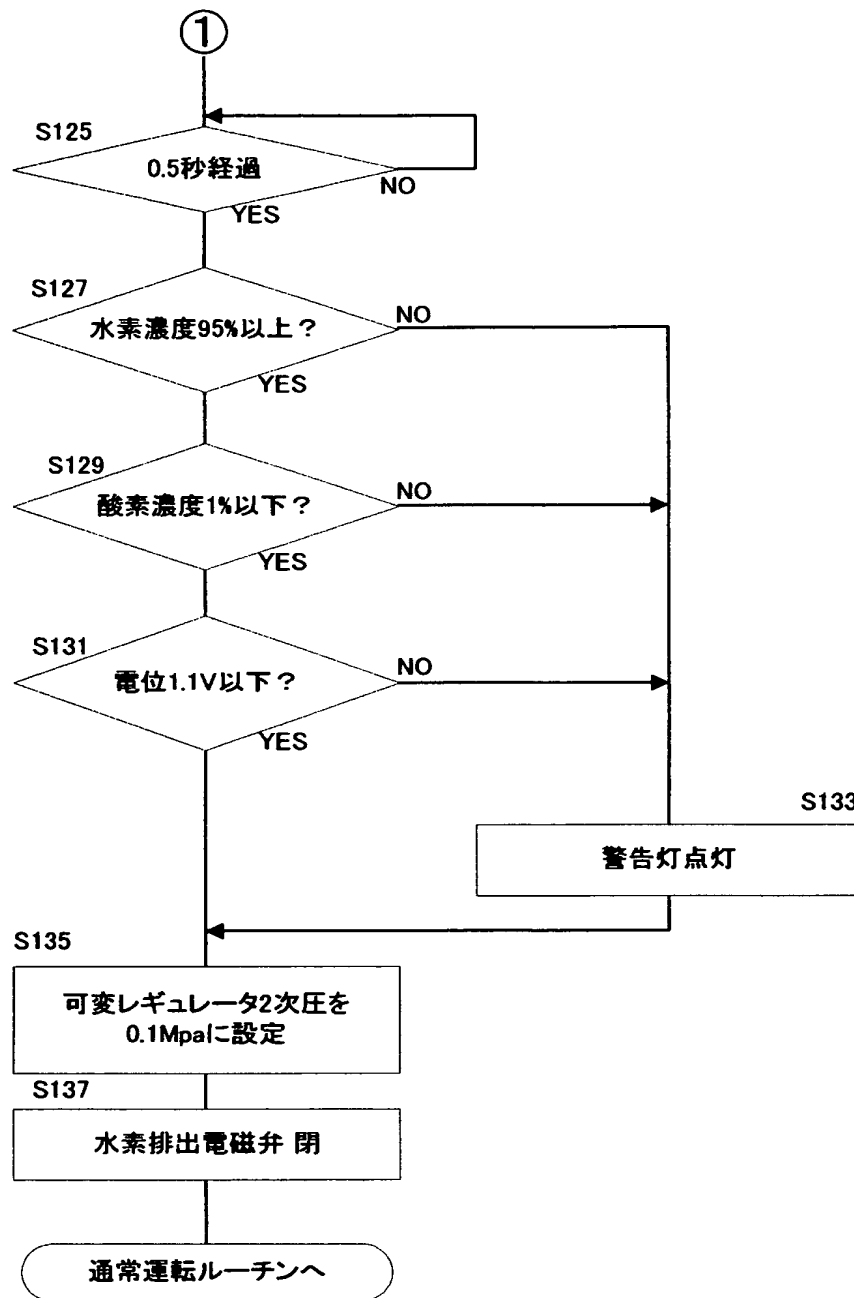 ①
S125
0.5秒経過
NO
YES
S127
水素濃度95%以上？
NO
YES
S129
酸素濃度1%以下？
NO
YES
S131
電位1.1V以下？
NO
YES
S133
警告灯点灯
S135
可変レギュレータ2次圧を
0.1Mpaに設定
S137
水素排出電磁弁 閉
通常運転ルーチンへ